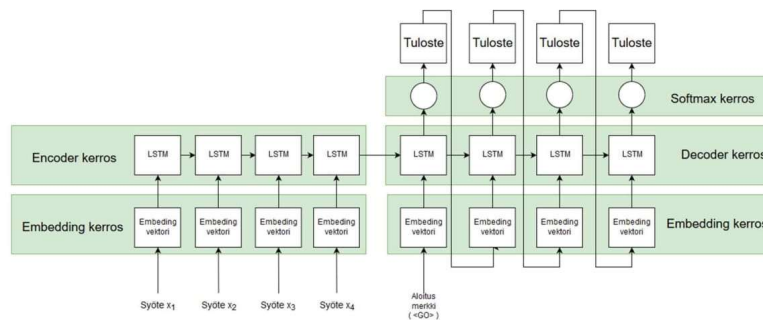 Tuloste Tuloste Tuloste Tuloste
Softmax kerros
Encoder kerros
LSTM LSTM LSTM LSTM
LSTM LSTM LSTM LSTM
Decoder kerros
Embedding kerros
Embeding
vektori
Embeding
vektori
Embeding
vektori
Embeding
vektori
Embeding
vektori
Embeding
vektori
Embeding
vektori
Embeding
vektori
Embedding kerros
Syöte x1
Syöte x2
Syöte x3
Syöte x4
Aloitus
merkki
( <GO> )